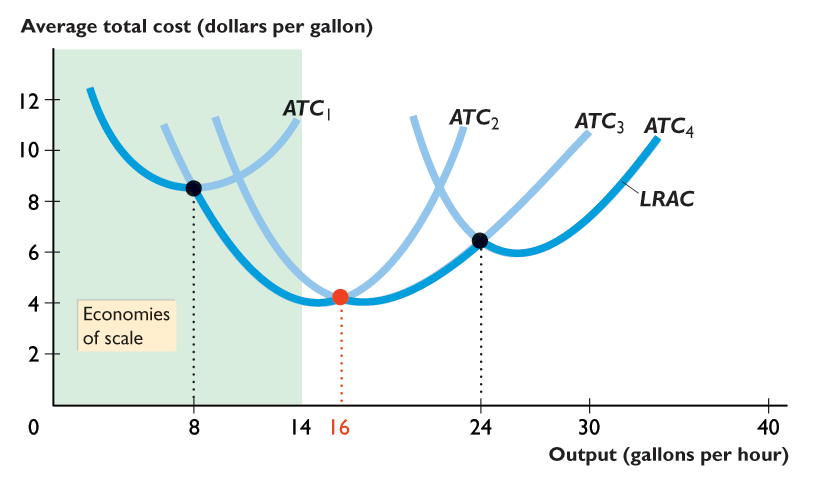 Average total cost (dollars per gallon)
12
10
8
6
4
2
0
ATC1
ATC2
ATC3
ATC4
LRAC
Economies
of scale
8
14
16
24
30
40
Output (gallons per hour)